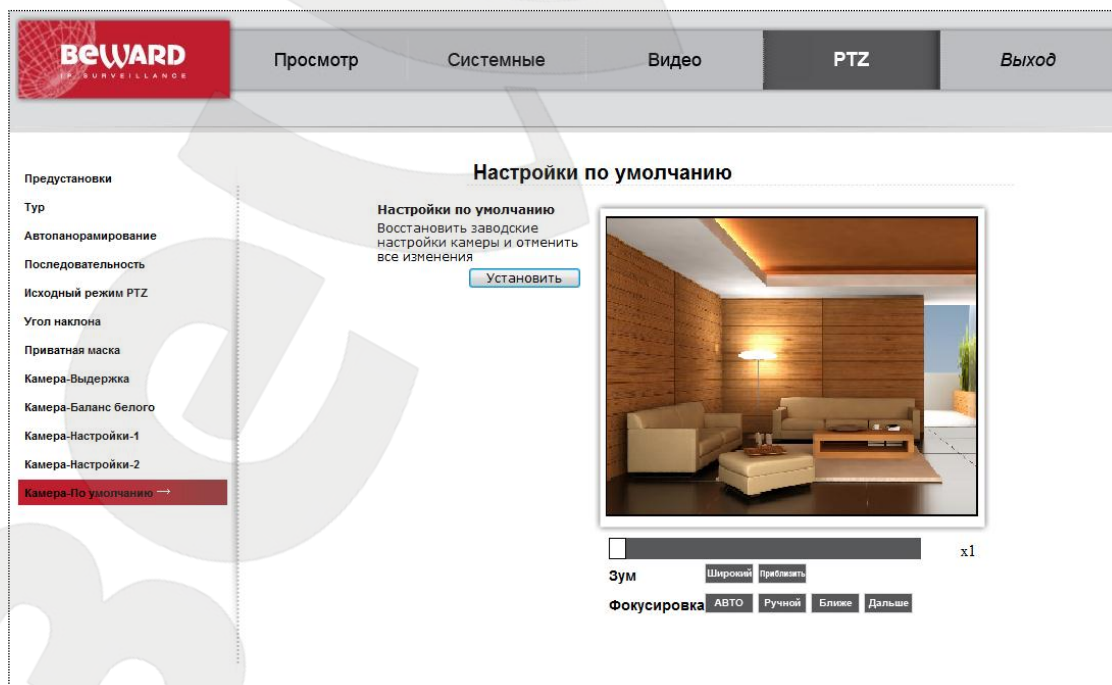 BEWARD
IP SURVEILLANCE
Просмотр
Системные
Видео
PTZ
Выход
Настройки по умолчанию
Предустановки
Тур
Автопанорамирование
Последовательность
Исходный режим PTZ
Угол наклона
Приватная маска
Камера-Выдержка
Камера-Баланс белого
Камера-Настройки-1
Камера-Настройки-2
Камера-По умолчанию →
Настройки по умолчанию
Восстановить заводские
настройки камеры и отменить
все изменения
Установить
x1
Зум
Широкий
Приблизить
Фокусировка
АВТО
Ручной
Ближе
Дальше